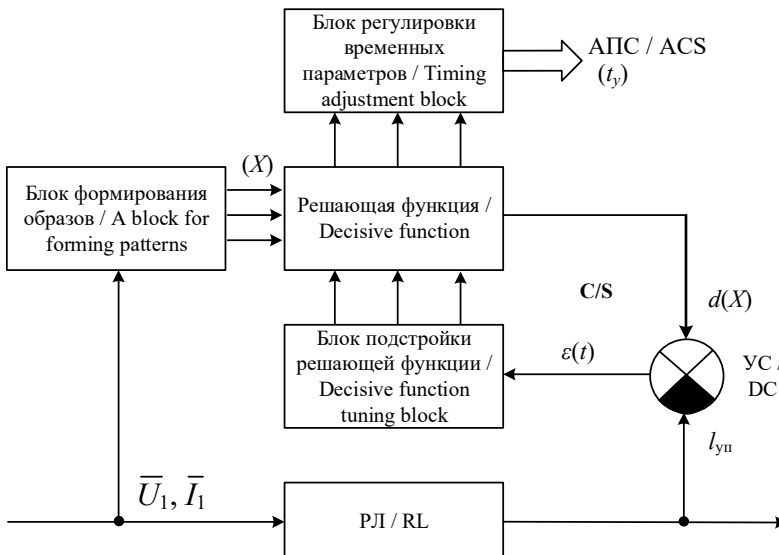 Блок регулировки
временных
параметров / Timing
adjustment block
АПС / ACS
(t_y)
(X)
Блок формирования
образов / A block for
forming patterns
Решающая функция /
Decisive function
C/S
d(X)
Блок подстройки
решающей функции /
Decisive function
tuning block
ε(t)
УС /
DC
l_уп
U̅₁, I̅₁
РЛ / RL